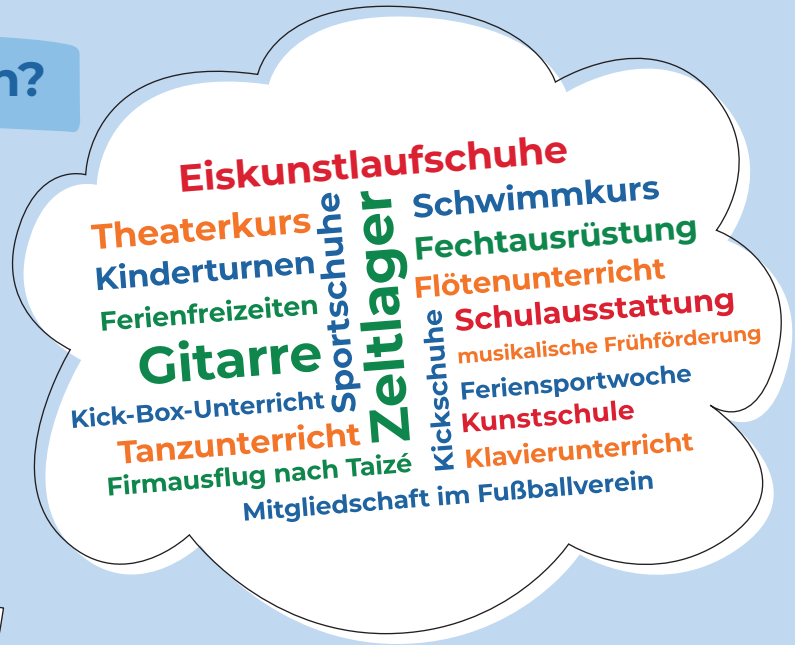 n?
Eiskunstlaufschuhe
Theaterkurs
Kinderturnen
Ferienfreizeiten
Gitarre
Kick-Box-Unterricht
Tanzunterricht
Firmausflug nach Taizé
Sportschuhe
Zeltlager
Schwimmkurs
Fechtausrüstung
Flötenunterricht
Schulausstattung
musikalische Frühförderung
Feriensportwoche
Kunstschule
Klavierunterricht
Kickschuhe
Mitgliedschaft im Fußballverein